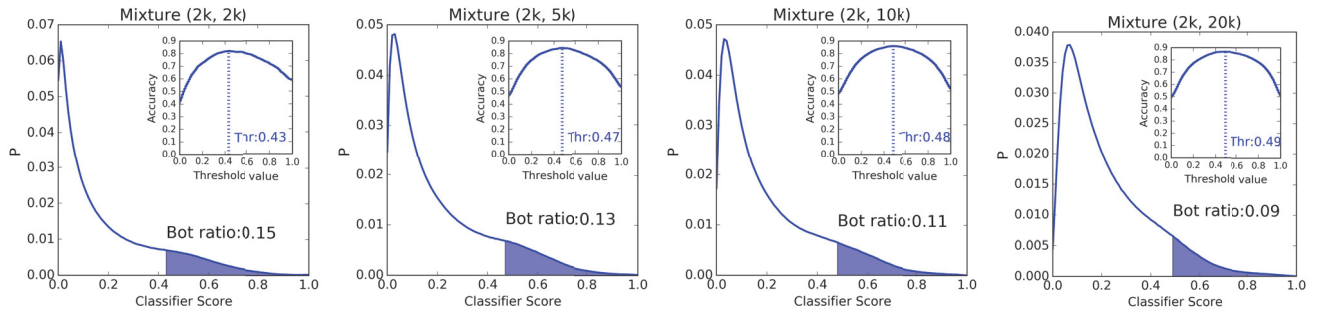 Mixture (2k, 2k)
0.07
0.06
0.05
0.04
0.03
0.02
0.01
0.00
P
0.0 0.2 0.4 0.6 0.8 1.0
Classifier Score
Bot ratio:0.15
Accuracy
0.9
0.8
0.7
0.6
0.5
0.4
0.3
0.2
0.1
0.0
0.0 0.2 0.4 0.6 0.8 1.0
Threshold value
Thr:0.43
Mixture (2k, 5k)
0.05
0.04
0.03
0.02
0.01
0.00
P
0.0 0.2 0.4 0.6 0.8 1.0
Classifier Score
Bot ratio:0.13
Accuracy
0.9
0.8
0.7
0.6
0.5
0.4
0.3
0.2
0.1
0.0
0.0 0.2 0.4 0.6 0.8 1.0
Threshold value
Thr:0.47
Mixture (2k, 10k)
0.05
0.04
0.03
0.02
0.01
0.00
P
0.0 0.2 0.4 0.6 0.8 1.0
Classifier Score
Bot ratio:0.11
Accuracy
0.9
0.8
0.7
0.6
0.5
0.4
0.3
0.2
0.1
0.0
0.0 0.2 0.4 0.6 0.8 1.0
Threshold value
Thr:0.48
Mixture (2k, 20k)
0.040
0.035
0.030
0.025
0.020
0.015
0.010
0.005
0.000
P
0.0 0.2 0.4 0.6 0.8 1.0
Classifier Score
Bot ratio:0.09
Accuracy
0.9
0.8
0.7
0.6
0.5
0.4
0.3
0.2
0.1
0.0
0.0 0.2 0.4 0.6 0.8 1.0
Threshold value
Thr:0.49